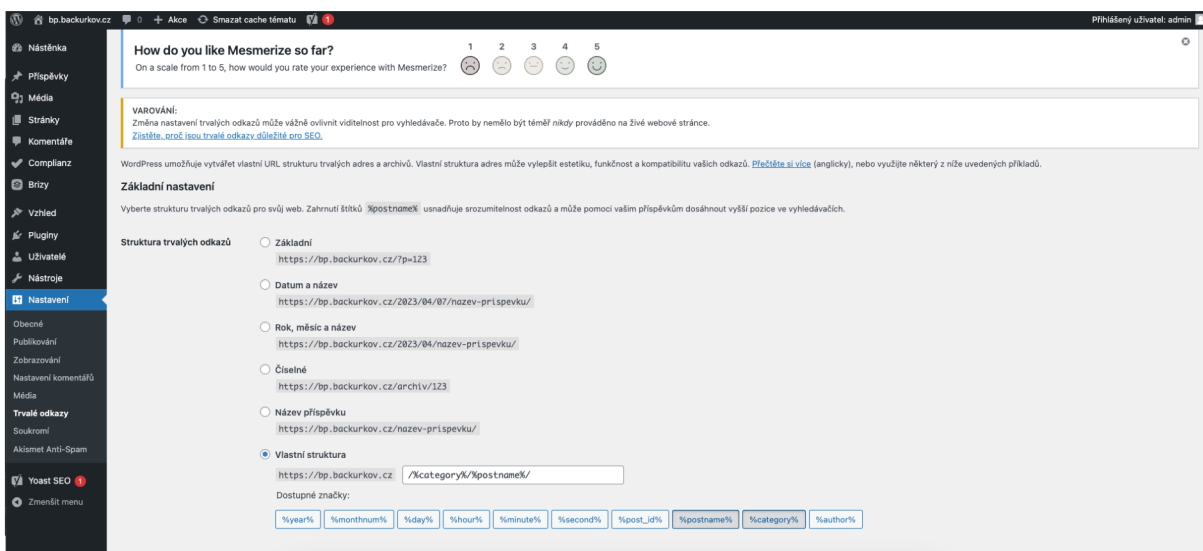 bp.backurkov.cz 0 + Akce Smazat cache tématu 1 Přihlášený uživatel: admin
Nástěnka
Příspěvky
Média
Stránky
Komentáře
Complianz
Brizy
Vzhled
Pluginy
Uživatelé
Nástroje
Nastavení
Obecné
Publikování
Zobrazování
Nastavení komentářů
Média
Trvalé odkazy
Soukromí
Akismet Anti-Spam
Yoast SEO 1
Zmenšit menu
How do you like Mesmerize so far?
On a scale from 1 to 5, how would you rate your experience with Mesmerize?
1 2 3 4 5
VAROVÁNÍ:
Změna nastavení trvalých odkazů může vážně ovlivnit viditelnost pro vyhledávače. Proto by nemělo být téměř nikdy prováděno na živé webové stránce.
Zjistěte, proč jsou trvalé odkazy důležité pro SEO.
WordPress umožňuje vytvářet vlastní URL strukturu trvalých adres a archivů. Vlastní struktura adres může vylepšit estetiku, funkčnost a kompatibilitu vašich odkazů. Přečtěte si více (anglicky), nebo využijte některý z níže uvedených příkladů.
Základní nastavení
Vyberte strukturu trvalých odkazů pro svůj web. Zahrnutí štítků %postname% usnadňuje srozumitelnost odkazů a může pomoci vašim příspěvkům dosáhnout vyšší pozice ve vyhledávačích.
Struktura trvalých odkazů
Základní
https://bp.backurkov.cz/?p=123
Datum a název
https://bp.backurkov.cz/2023/04/07/nazev-prispevku/
Rok, měsíc a název
https://bp.backurkov.cz/2023/04/nazev-prispevku/
Číselné
https://bp.backurkov.cz/archiv/123
Název příspěvku
https://bp.backurkov.cz/nazev-prispevku/
Vlastní struktura
https://bp.backurkov.cz /%category%/%postname%/
Dostupné značky:
%year% %monthnum% %day% %hour% %minute% %second% %post_id% %postname% %category% %author%